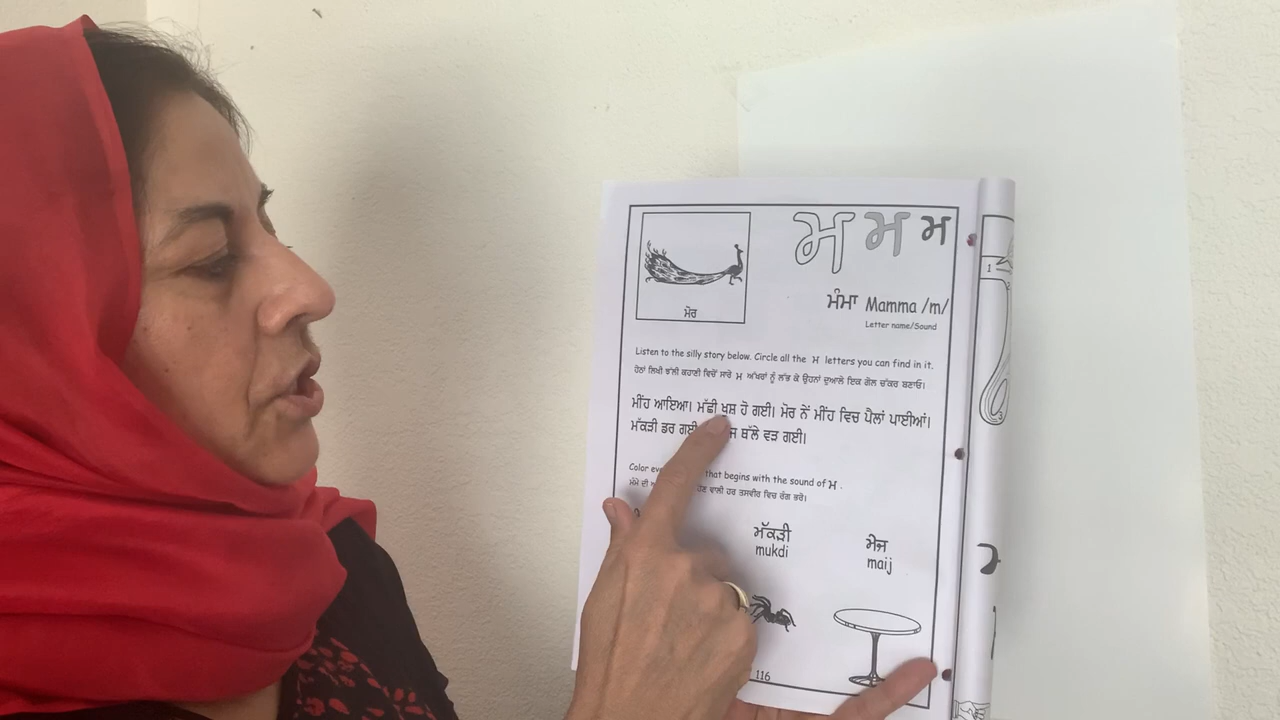 ਮ ਮ ਮ
ਮੋਰ
ਮੰਮਾ Mamma /m/
Letter name/Sound
Listen to the silly story below. Circle all the ਮ letters you can find in it.
ਹੇਠਾਂ ਲਿਖੀ ਝੱਲੀ ਕਹਾਣੀ ਵਿਚੋਂ ਸਾਰੇ ਮ ਅੱਖਰਾਂ ਨੂੰ ਲੱਭ ਕੇ ਉਹਨਾਂ ਦੁਆਲੇ ਇਕ ਗੋਲ ਚੱਕਰ ਬਣਾਓ।
ਮੀਂਹ ਆਇਆ। ਮੱਛੀ ਖੁਸ਼ ਹੋ ਗਈ। ਮੋਰ ਨੇਂ ਮੀਂਹ ਵਿਚ ਪੈਲਾਂ ਪਾਈਆਂ।
ਮੱਕੜੀ ਡਰ ਗਈ ਥੱਲੇ ਵੜ ਗਈ।
Color that begins with the sound of ਮ .
ਮੰਮੇ ਦੀ ਵਾਲੀ ਹਰ ਤਸਵੀਰ ਵਿਚ ਰੰਗ ਭਰੋ।
ਮੱਕੜੀ ਮੇਜ
mukdi maij
116
1
3